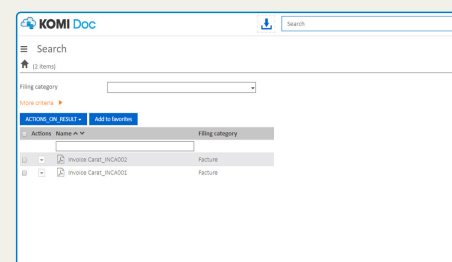 KOMI Doc
Search
Search
(2 items)
Filing category
More criteria
ACTIONS_ON_RESULT Add to favorites
Actions Name Filing category
Invoice Carat_INCA002 Facture
Invoice Carat_INCA001 Facture